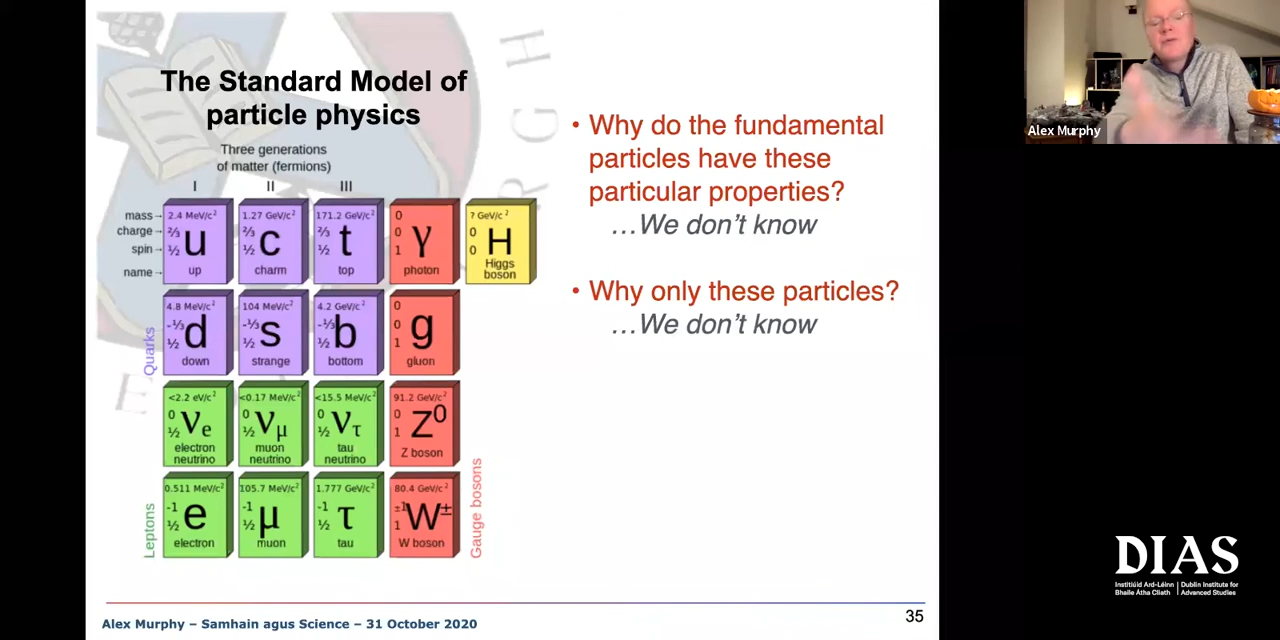 The Standard Model of
particle physics
Three generations
of matter (fermions)
I II III
mass→ 2.4 MeV/c² 1.27 GeV/c² 171.2 GeV/c² 0 ? GeV/c²
charge→ ⅔ ⅔ ⅔ 0 0
spin→ ½ ½ ½ 1 0
u c t γ H
name→ up charm top photon Higgs
boson
4.8 MeV/c² 104 MeV/c² 4.2 GeV/c² 0
-⅓ -⅓ -⅓ 0
½ ½ ½ 1
d s b g
down strange bottom gluon
Quarks
<2.2 eV/c² <0.17 MeV/c² <15.5 MeV/c² 91.2 GeV/c²
0 0 0 0
½ ½ ½ 1
νe νμ ντ Z⁰
electron muon tau Z boson
neutrino neutrino neutrino
0.511 MeV/c² 105.7 MeV/c² 1.777 GeV/c² 80.4 GeV/c²
-1 -1 -1 ±1
½ ½ ½ 1
e μ τ W±
electron muon tau W boson
Leptons
Gauge bosons
• Why do the fundamental
particles have these
particular properties?
…We don’t know
• Why only these particles?
…We don’t know
Alex Murphy – Samhain agus Science – 31 October 2020
35
Alex Murphy
DIAS
Institiúid Ard-Léinn | Dublin Institute for
Bhaile Átha Cliath | Advanced Studies